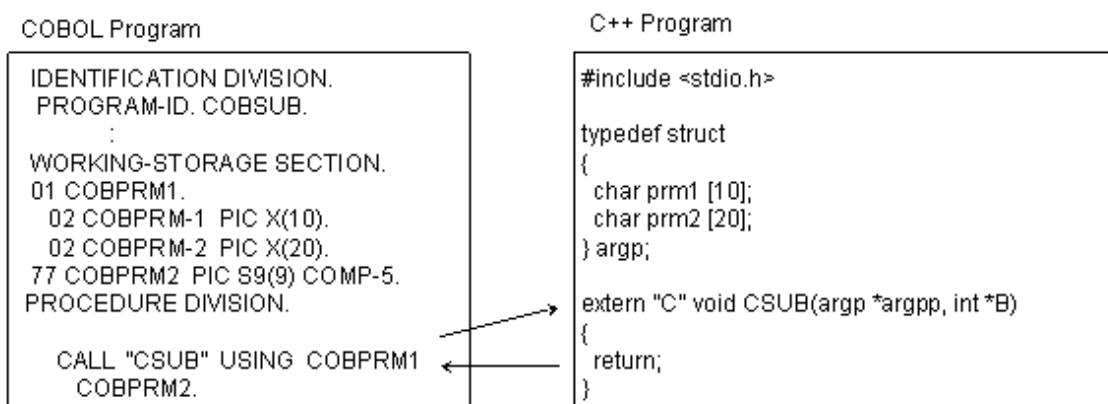 COBOL Program
IDENTIFICATION DIVISION.
PROGRAM-ID. COBSUB.
:
WORKING-STORAGE SECTION.
01 COBPRM1.
02 COBPRM-1 PIC X(10).
02 COBPRM-2 PIC X(20).
77 COBPRM2 PIC S9(9) COMP-5.
PROCEDURE DIVISION.
CALL "CSUB" USING COBPRM1
COBPRM2.
C++ Program
#include <stdio.h>
typedef struct
{
char prm1 [10];
char prm2 [20];
} argp;
extern "C" void CSUB(argp *argpp, int *B)
{
return;
}